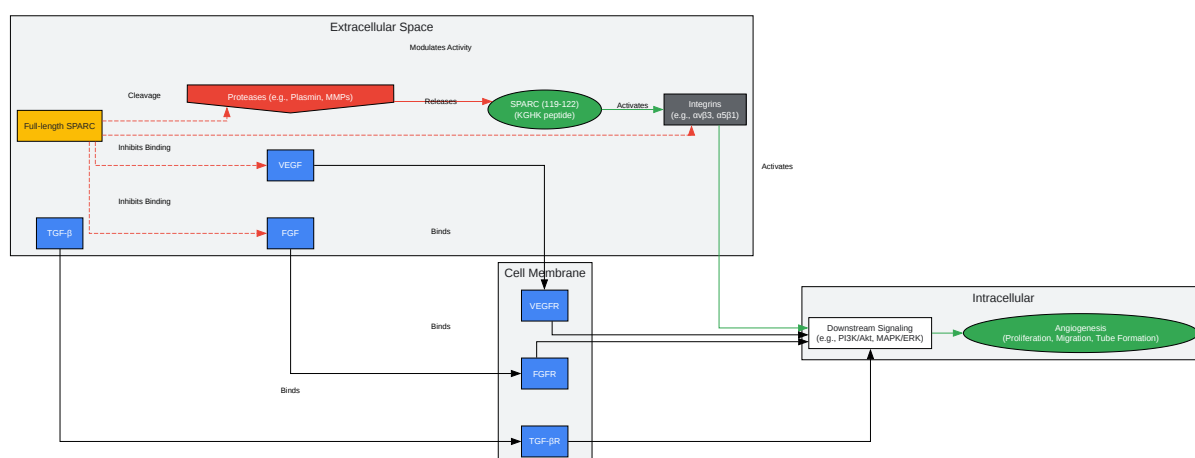 Extracellular Space
Modulates Activity
Cleavage
Proteases (e.g., Plasmin, MMPs)
Releases
SPARC (119-122)
(KGHK peptide)
Activates
Integrins
(e.g., αvβ3, α5β1)
Full-length SPARC
Inhibits Binding
VEGF
Activates
Inhibits Binding
TGF-β
FGF
Binds
Cell Membrane
VEGFR
Intracellular
Binds
Downstream Signaling
(e.g., PI3K/Akt, MAPK/ERK)
Angiogenesis
(Proliferation, Migration, Tube Formation)
FGFR
Binds
TGF-βR